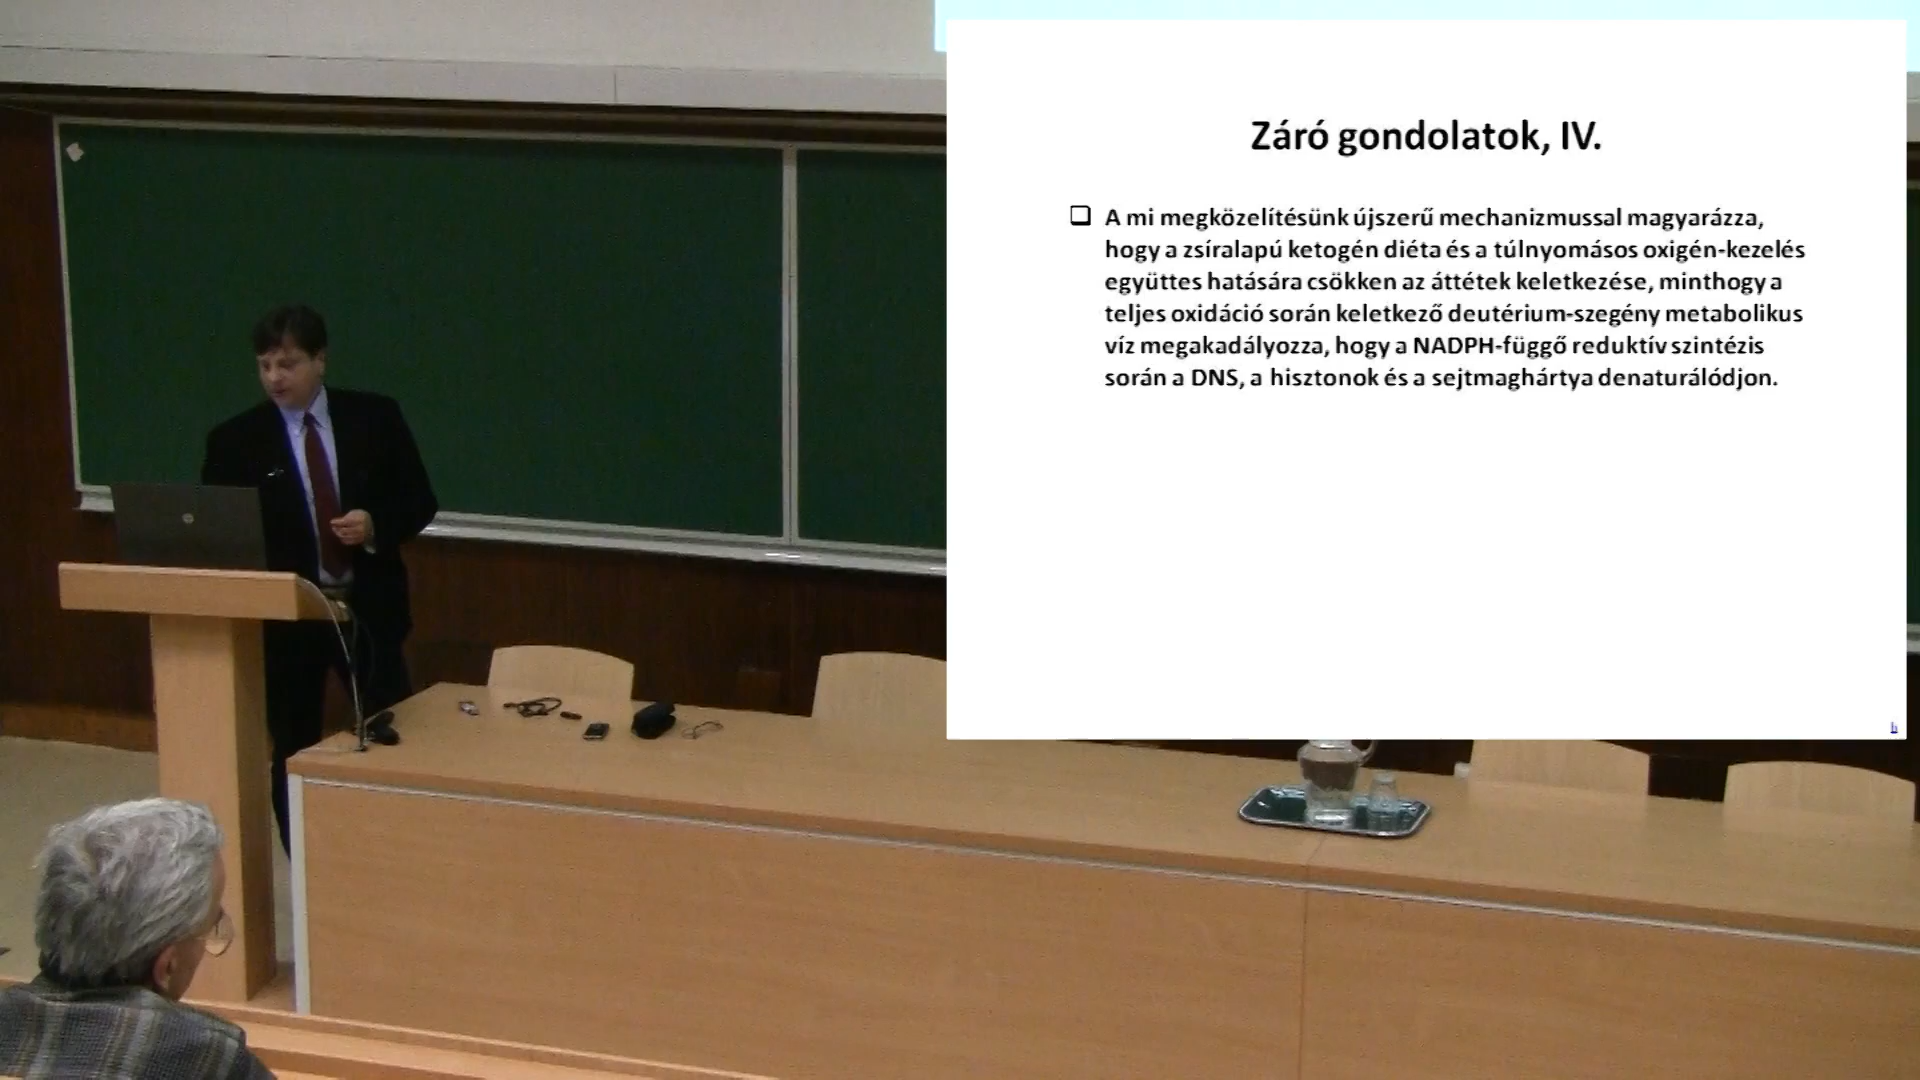 Záró gondolatok, IV.
A mi megközelítésünk újszerű mechanizmussal magyarázza,
hogy a zsíralapú ketogén diéta és a túlnyomásos oxigén-kezelés
együttes hatására csökken az áttétek keletkezése, minthogy a
teljes oxidáció során keletkező deutérium-szegény metabolikus
víz megakadályozza, hogy a NADPH-függő reduktív szintézis
során a DNS, a hisztonok és a sejtmaghártya denaturálódjon.